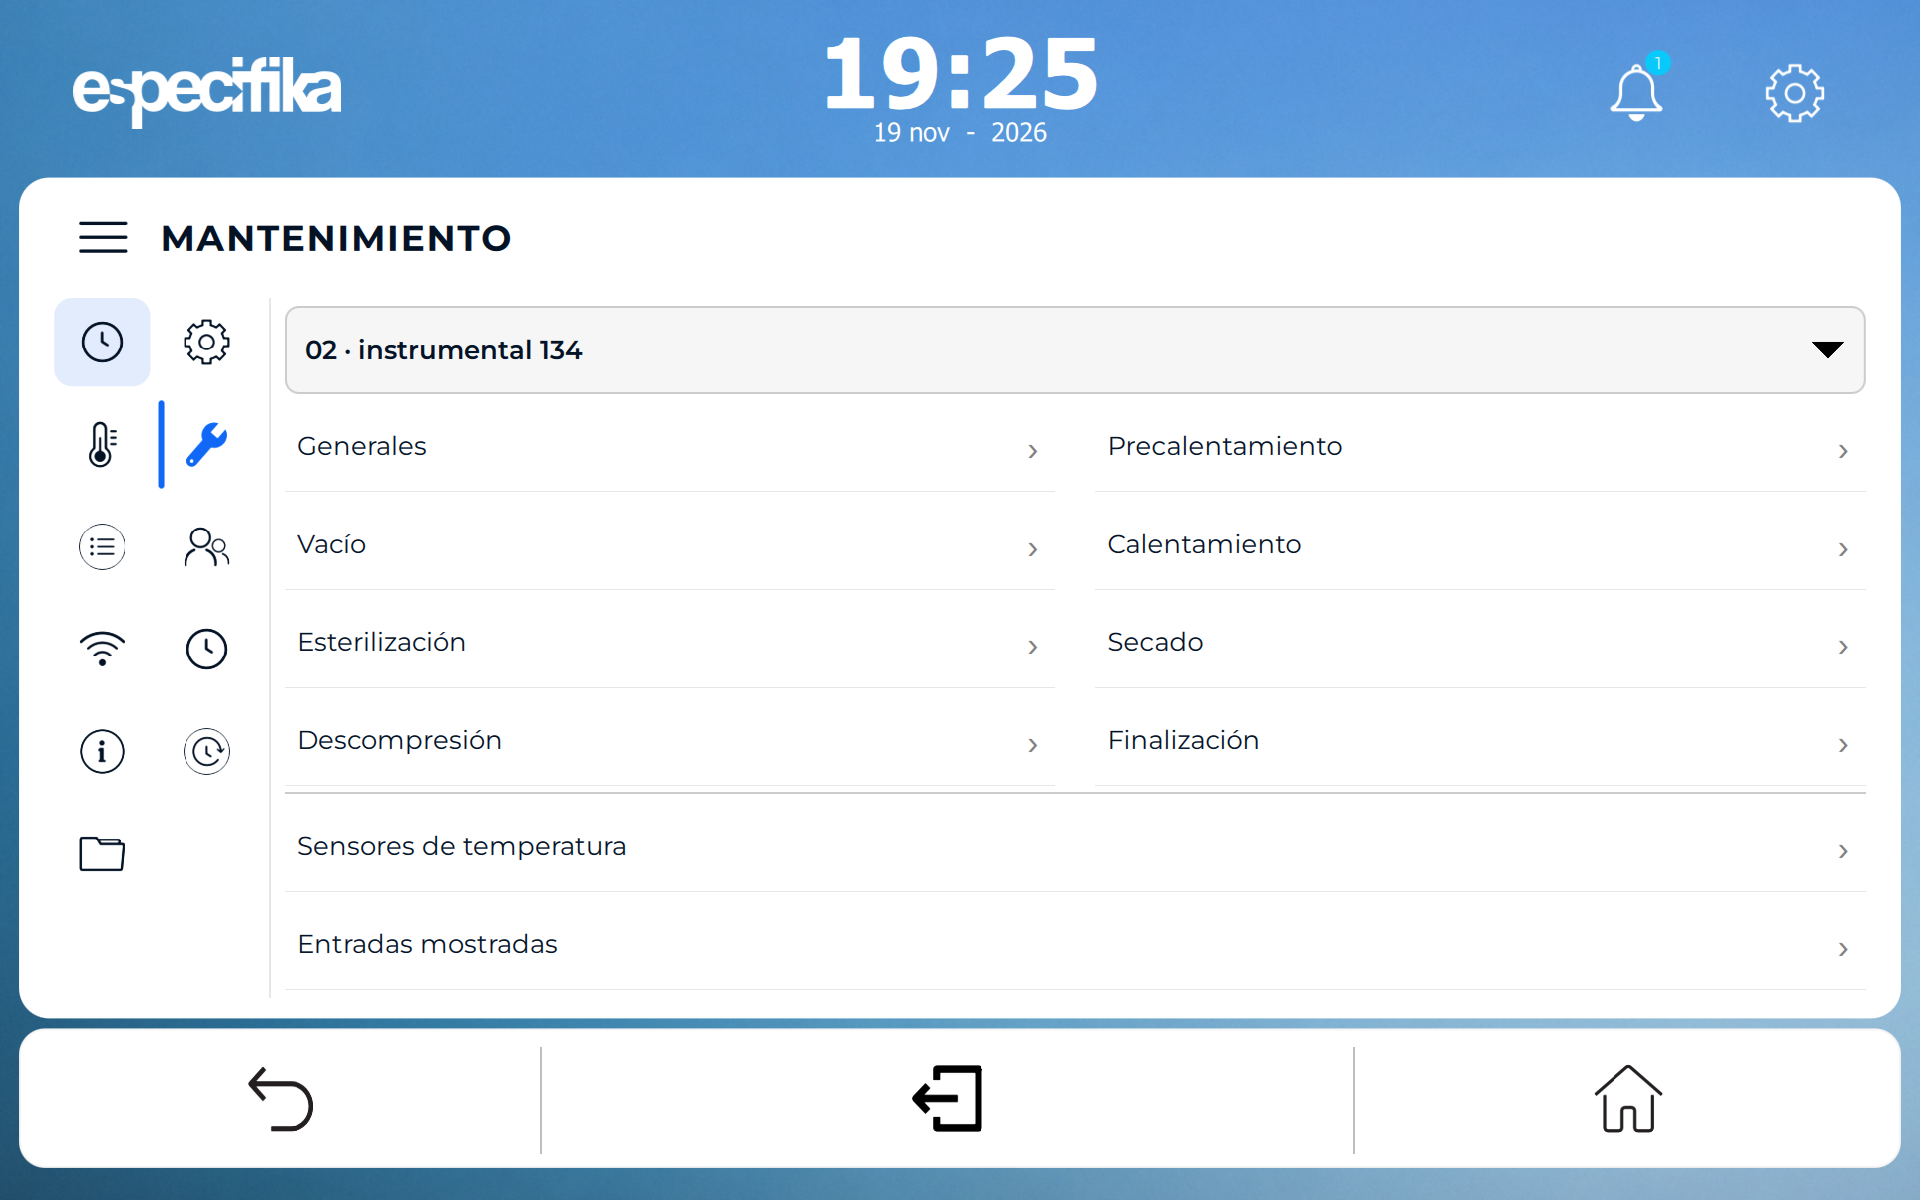 especifika
19:25
1
19 nov - 2026
MANTENIMIENTO
02 · instrumental 134
Generales
Precalentamiento
Vacío
Calentamiento
Esterilización
Secado
Descompresión
Finalización
Sensores de temperatura
Entradas mostradas